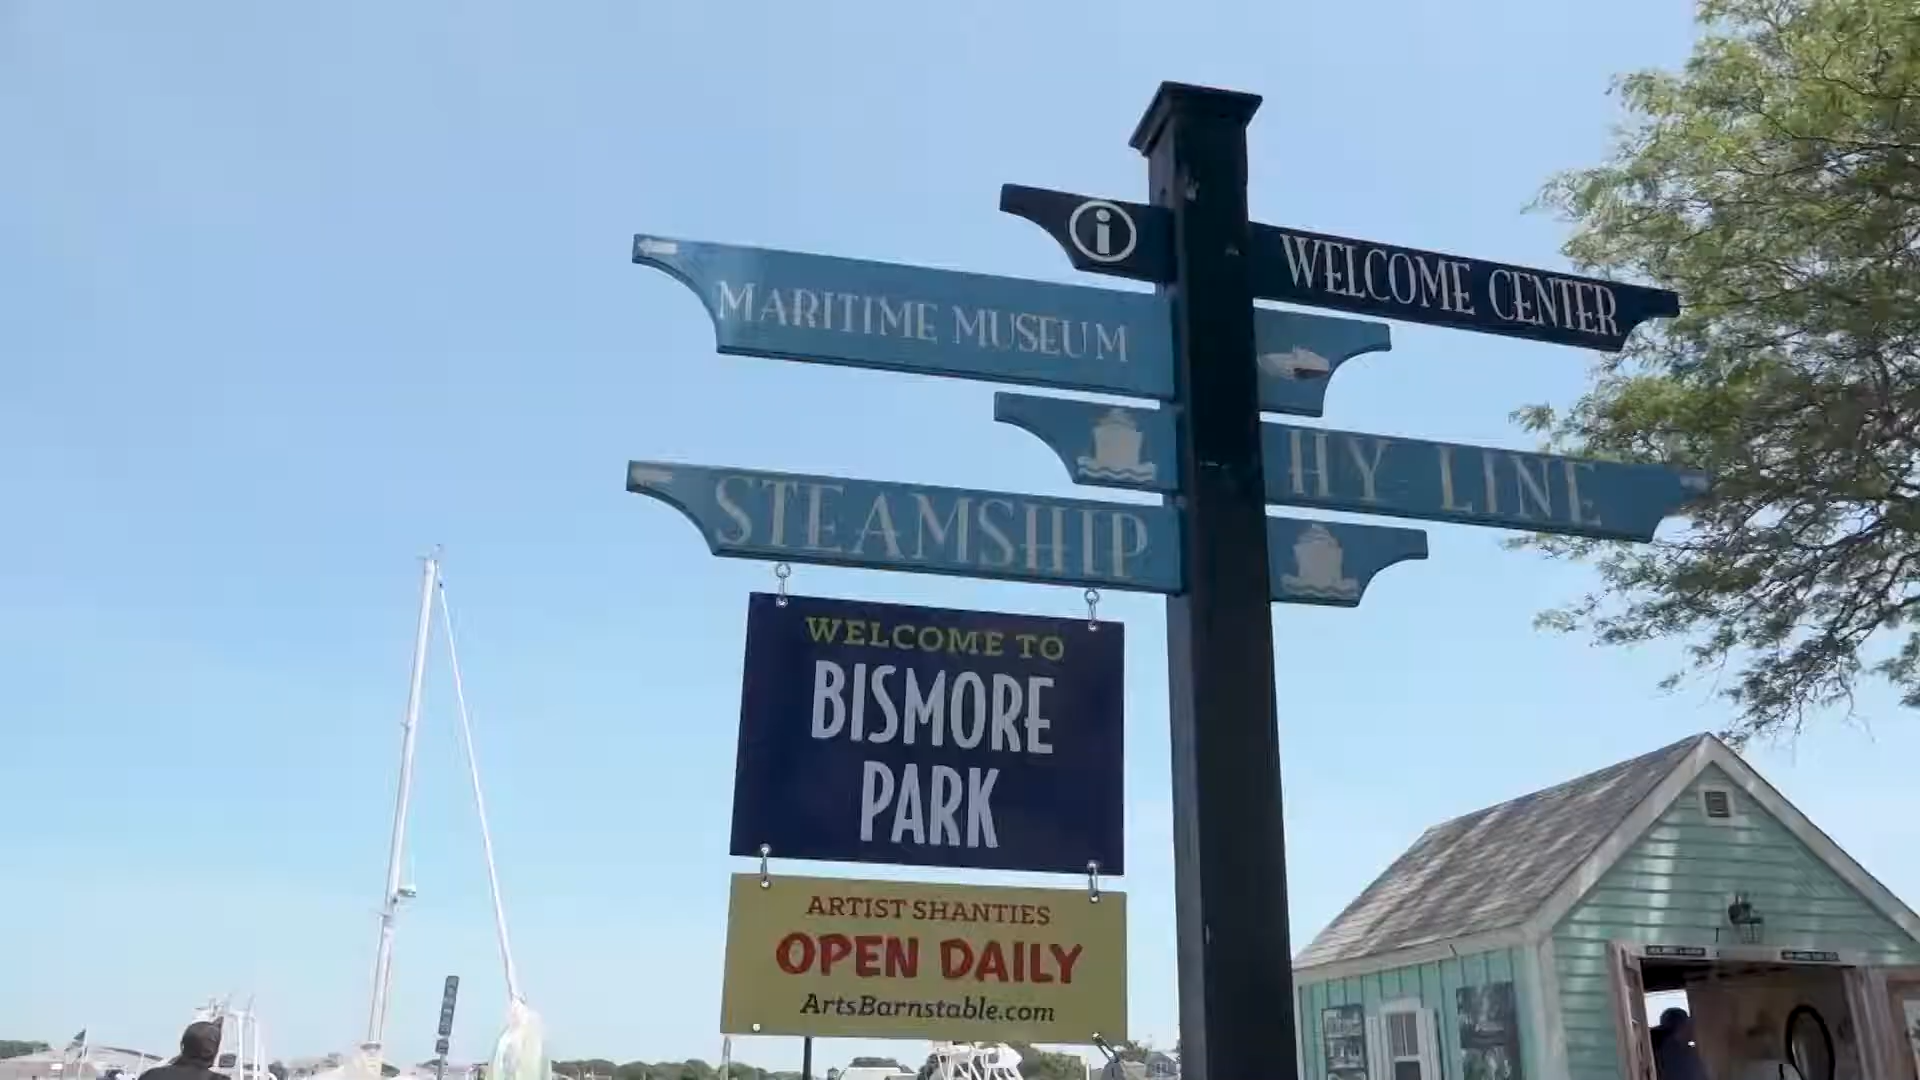 i
WELCOME CENTER
MARITIME MUSEUM
HY LINE
STEAMSHIP
WELCOME TO
BISMORE
PARK
ARTIST SHANTIES
OPEN DAILY
ArtsBarnstable.com